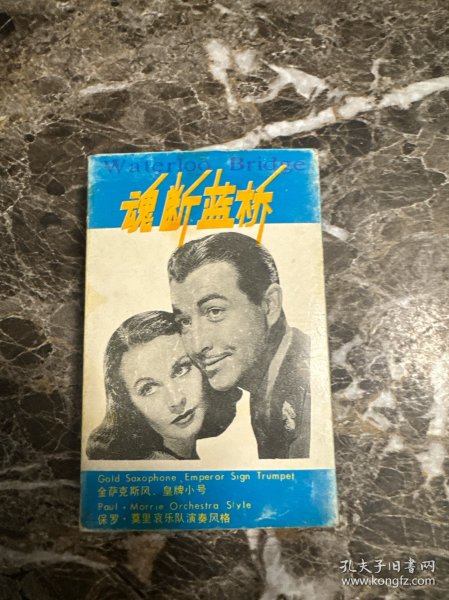 Waterloo Bridge
魂断蓝桥
Gold Saxophone Emperor Sign Trumpet
金萨克斯风、皇牌小号
Paul·Morrie Orchestra Style
保罗·莫里哀乐队演奏风格
孔夫子旧书网
www.kongfz.com